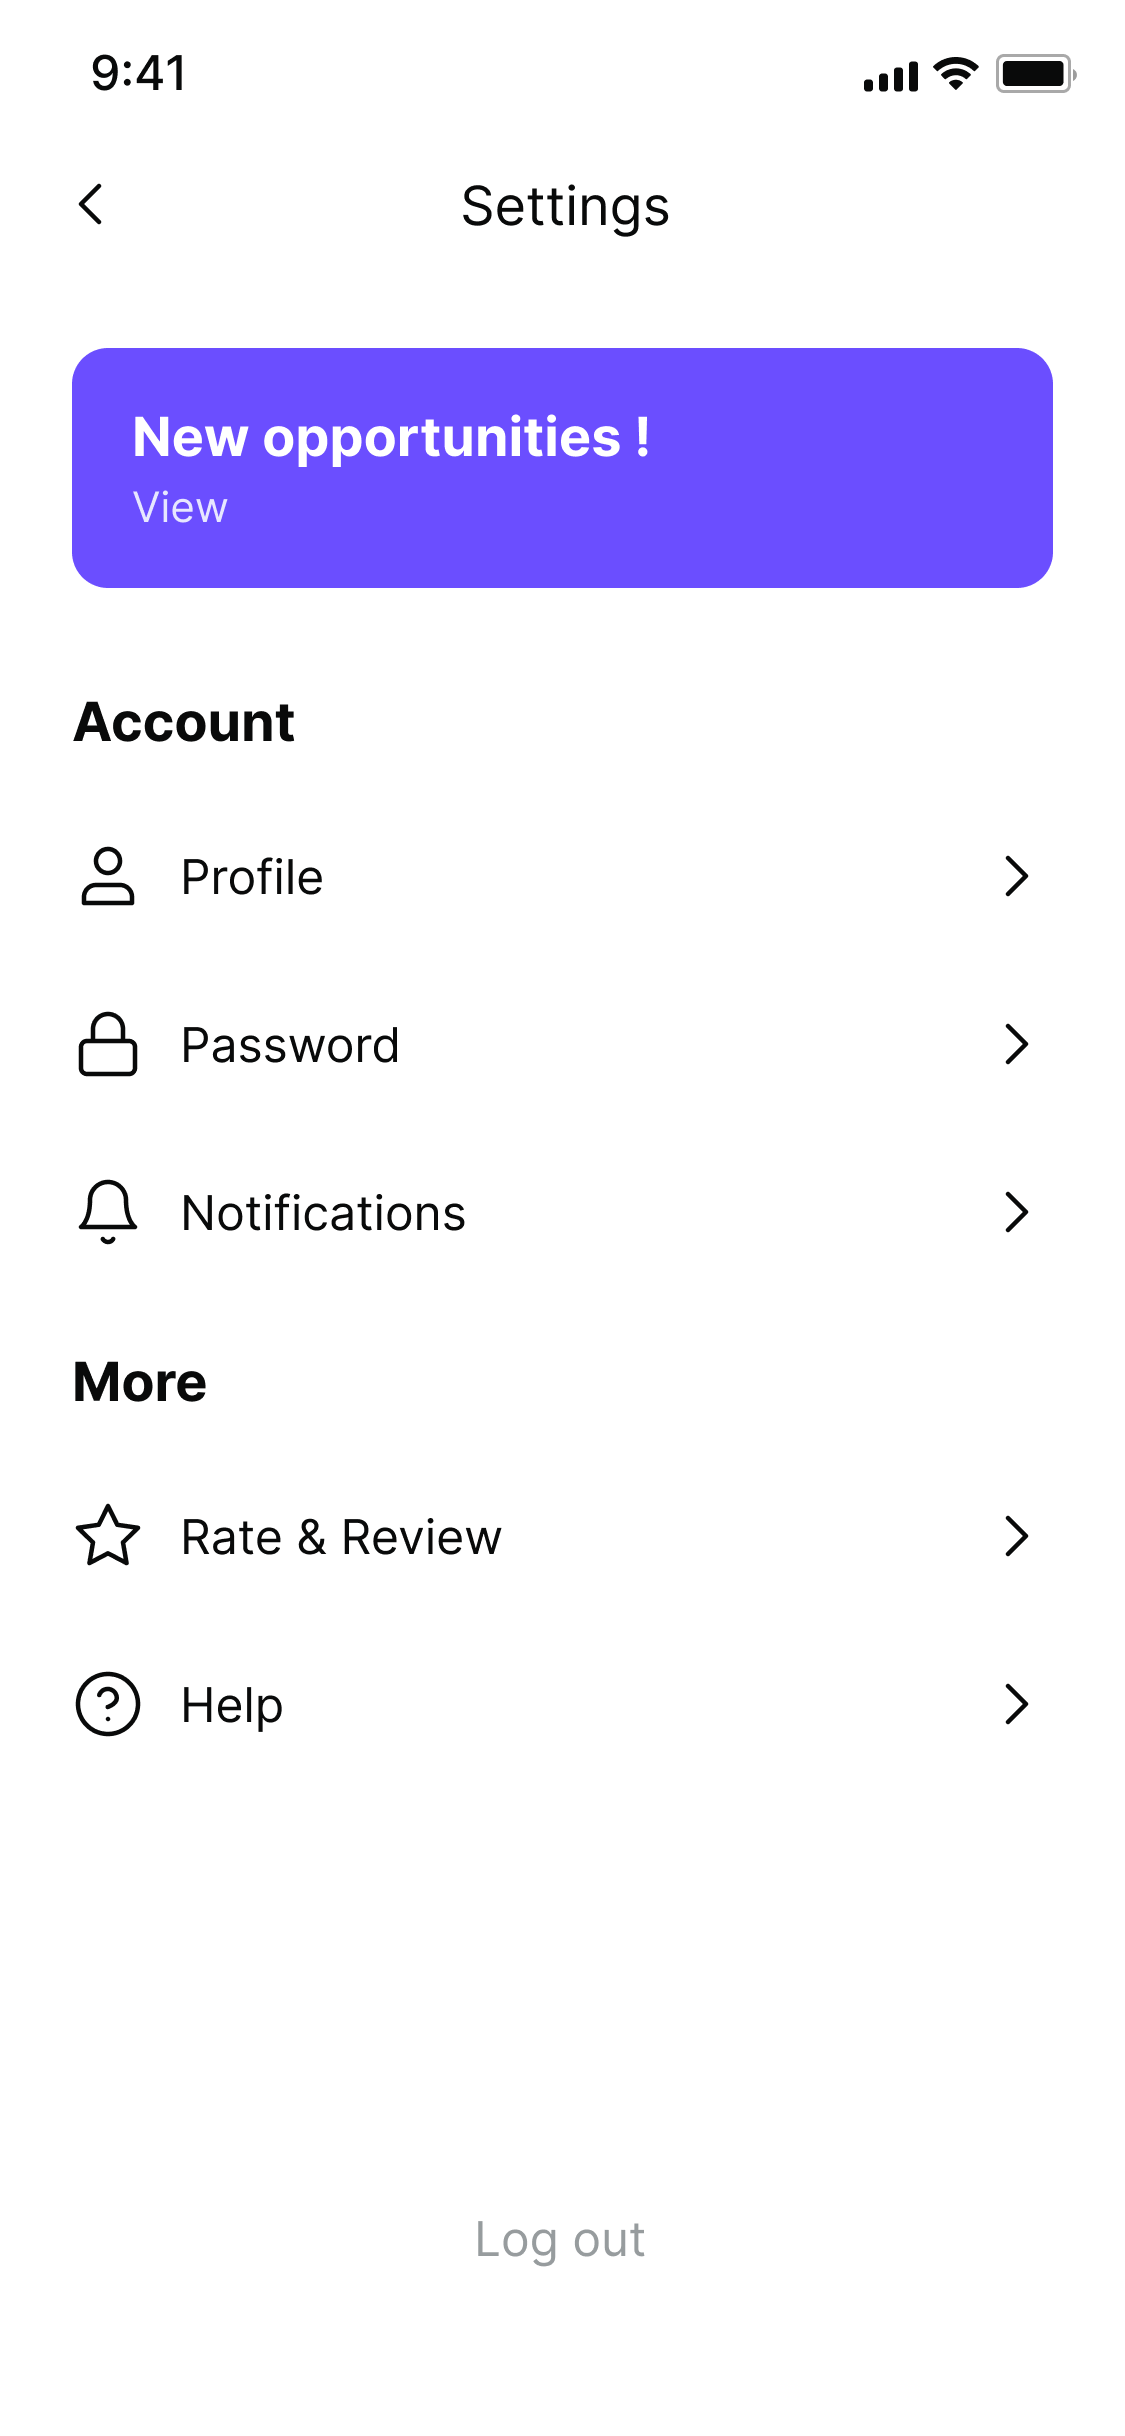 9:41
Settings
New opportunities !
View
Account
Profile
Password
Notifications
More
Rate & Review
Help
Log out